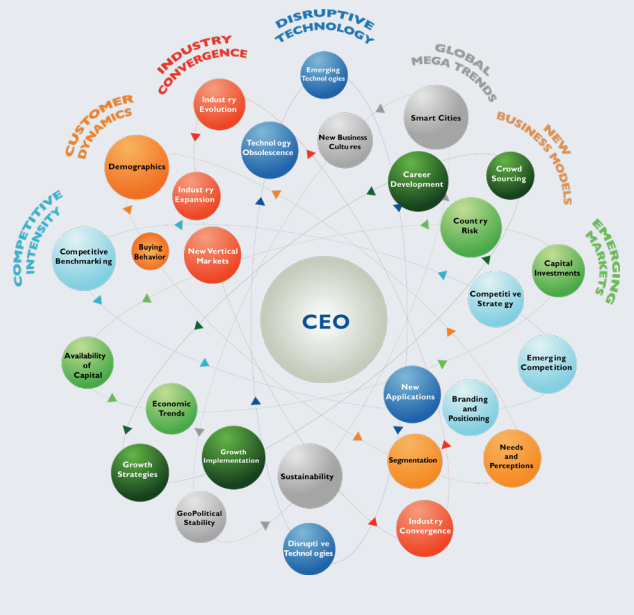 DISRUPTIVE
TECHNOLOGY
INDUSTRY
CONVERGENCE
GLOBAL
MEGA TRENDS
CUSTOMER
DYNAMICS
NEW
BUSINESS MODELS
COMPETITIVE
INTENSITY
EMERGING
MARKETS
Emerging
Technologies
Industry
Evolution
Smart Cities
Technology
Obsolescence
New Business
Cultures
Demographics
Career
Development
Crowd
Sourcing
Industry
Expansion
Country
Risk
Competitive
Benchmarking
Buying
Behavior
New Vertical
Markets
Capital
Investments
Competitive
Strategy
CEO
Availability
of
Capital
Emerging
Competition
New
Applications
Economic
Trends
Branding
and
Positioning
Growth
Strategies
Growth
Implementation
Sustainability
Segmentation
Needs
and
Perceptions
GeoPolitical
Stability
Industry
Convergence
Disruptive
Technologies